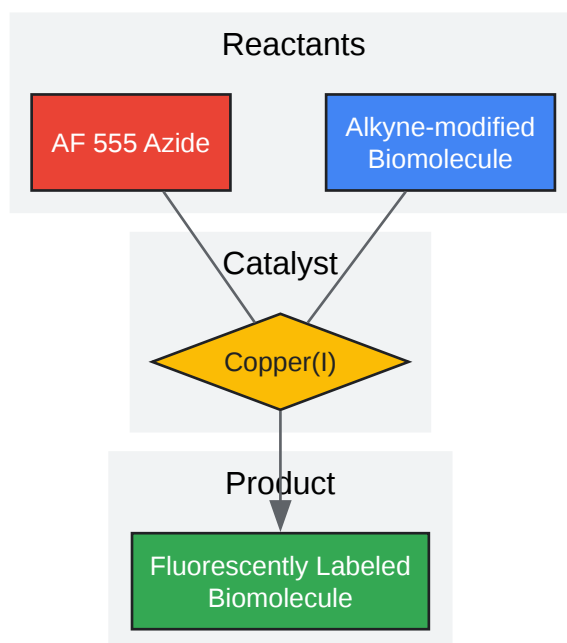 Reactants
AF 555 Azide
Alkyne-modified
Biomolecule
Catalyst
Copper(I)
Product
Fluorescently Labeled
Biomolecule